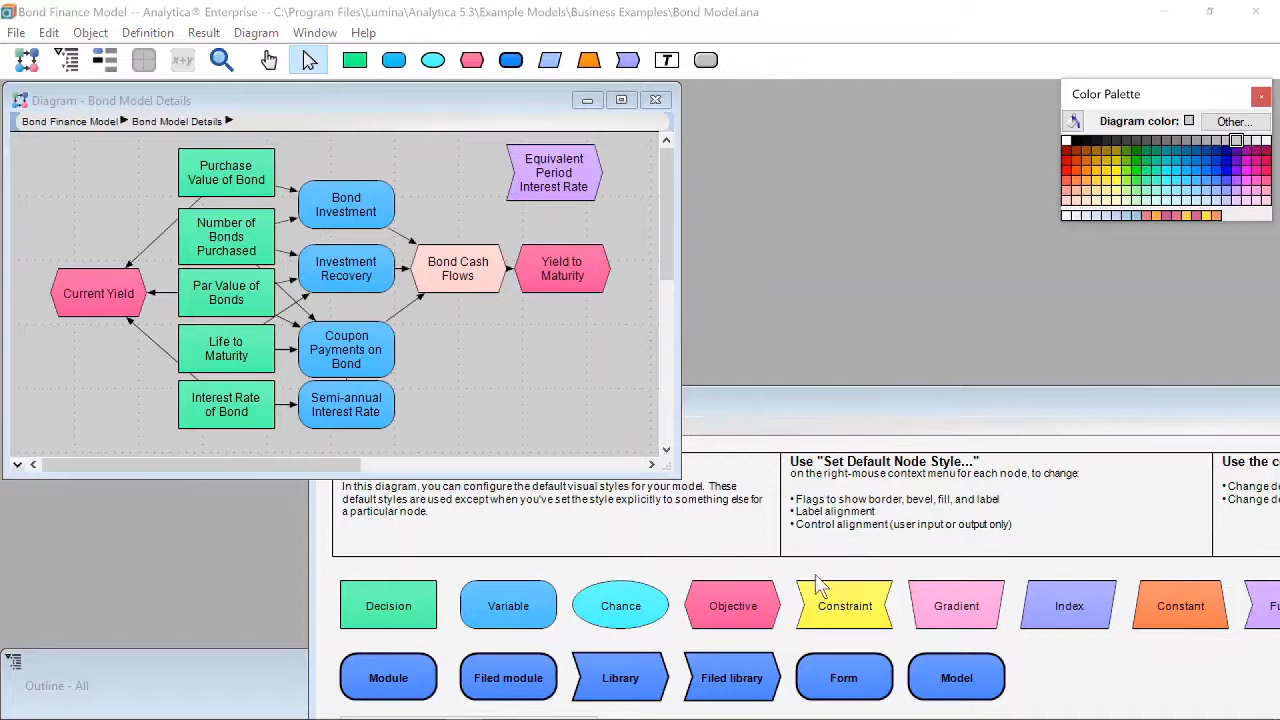 Bond Finance Model -- Analytica® Enterprise -- C:\Program Files\Lumina\Analytica 5.3\Example Models\Business Examples\Bond Model.ana
File Edit Object Definition Result Diagram Window Help
x+y
T
Diagram - Bond Model Details
Bond Finance Model Bond Model Details
Purchase
Value of Bond
Number of
Bonds
Purchased
Par Value of
Bonds
Life to
Maturity
Interest Rate
of Bond
Current Yield
Bond
Investment
Investment
Recovery
Coupon
Payments on
Bond
Semi-annual
Interest Rate
Bond Cash
Flows
Yield to
Maturity
Equivalent
Period
Interest Rate
Color Palette
Diagram color:
Other...
In this diagram, you can configure the default visual styles for your model. These
default styles are used except when you've set the style explicitly to something else for
a particular node.
Use "Set Default Node Style..."
on the right-mouse context menu for each node, to change:
• Flags to show border, bevel, fill, and label
• Label alignment
• Control alignment (user input or output only)
Use the c
• Change de
• Change de
Decision
Variable
Chance
Objective
Constraint
Gradient
Index
Constant
Fu
Module
Filed module
Library
Filed library
Form
Model
Outline - All